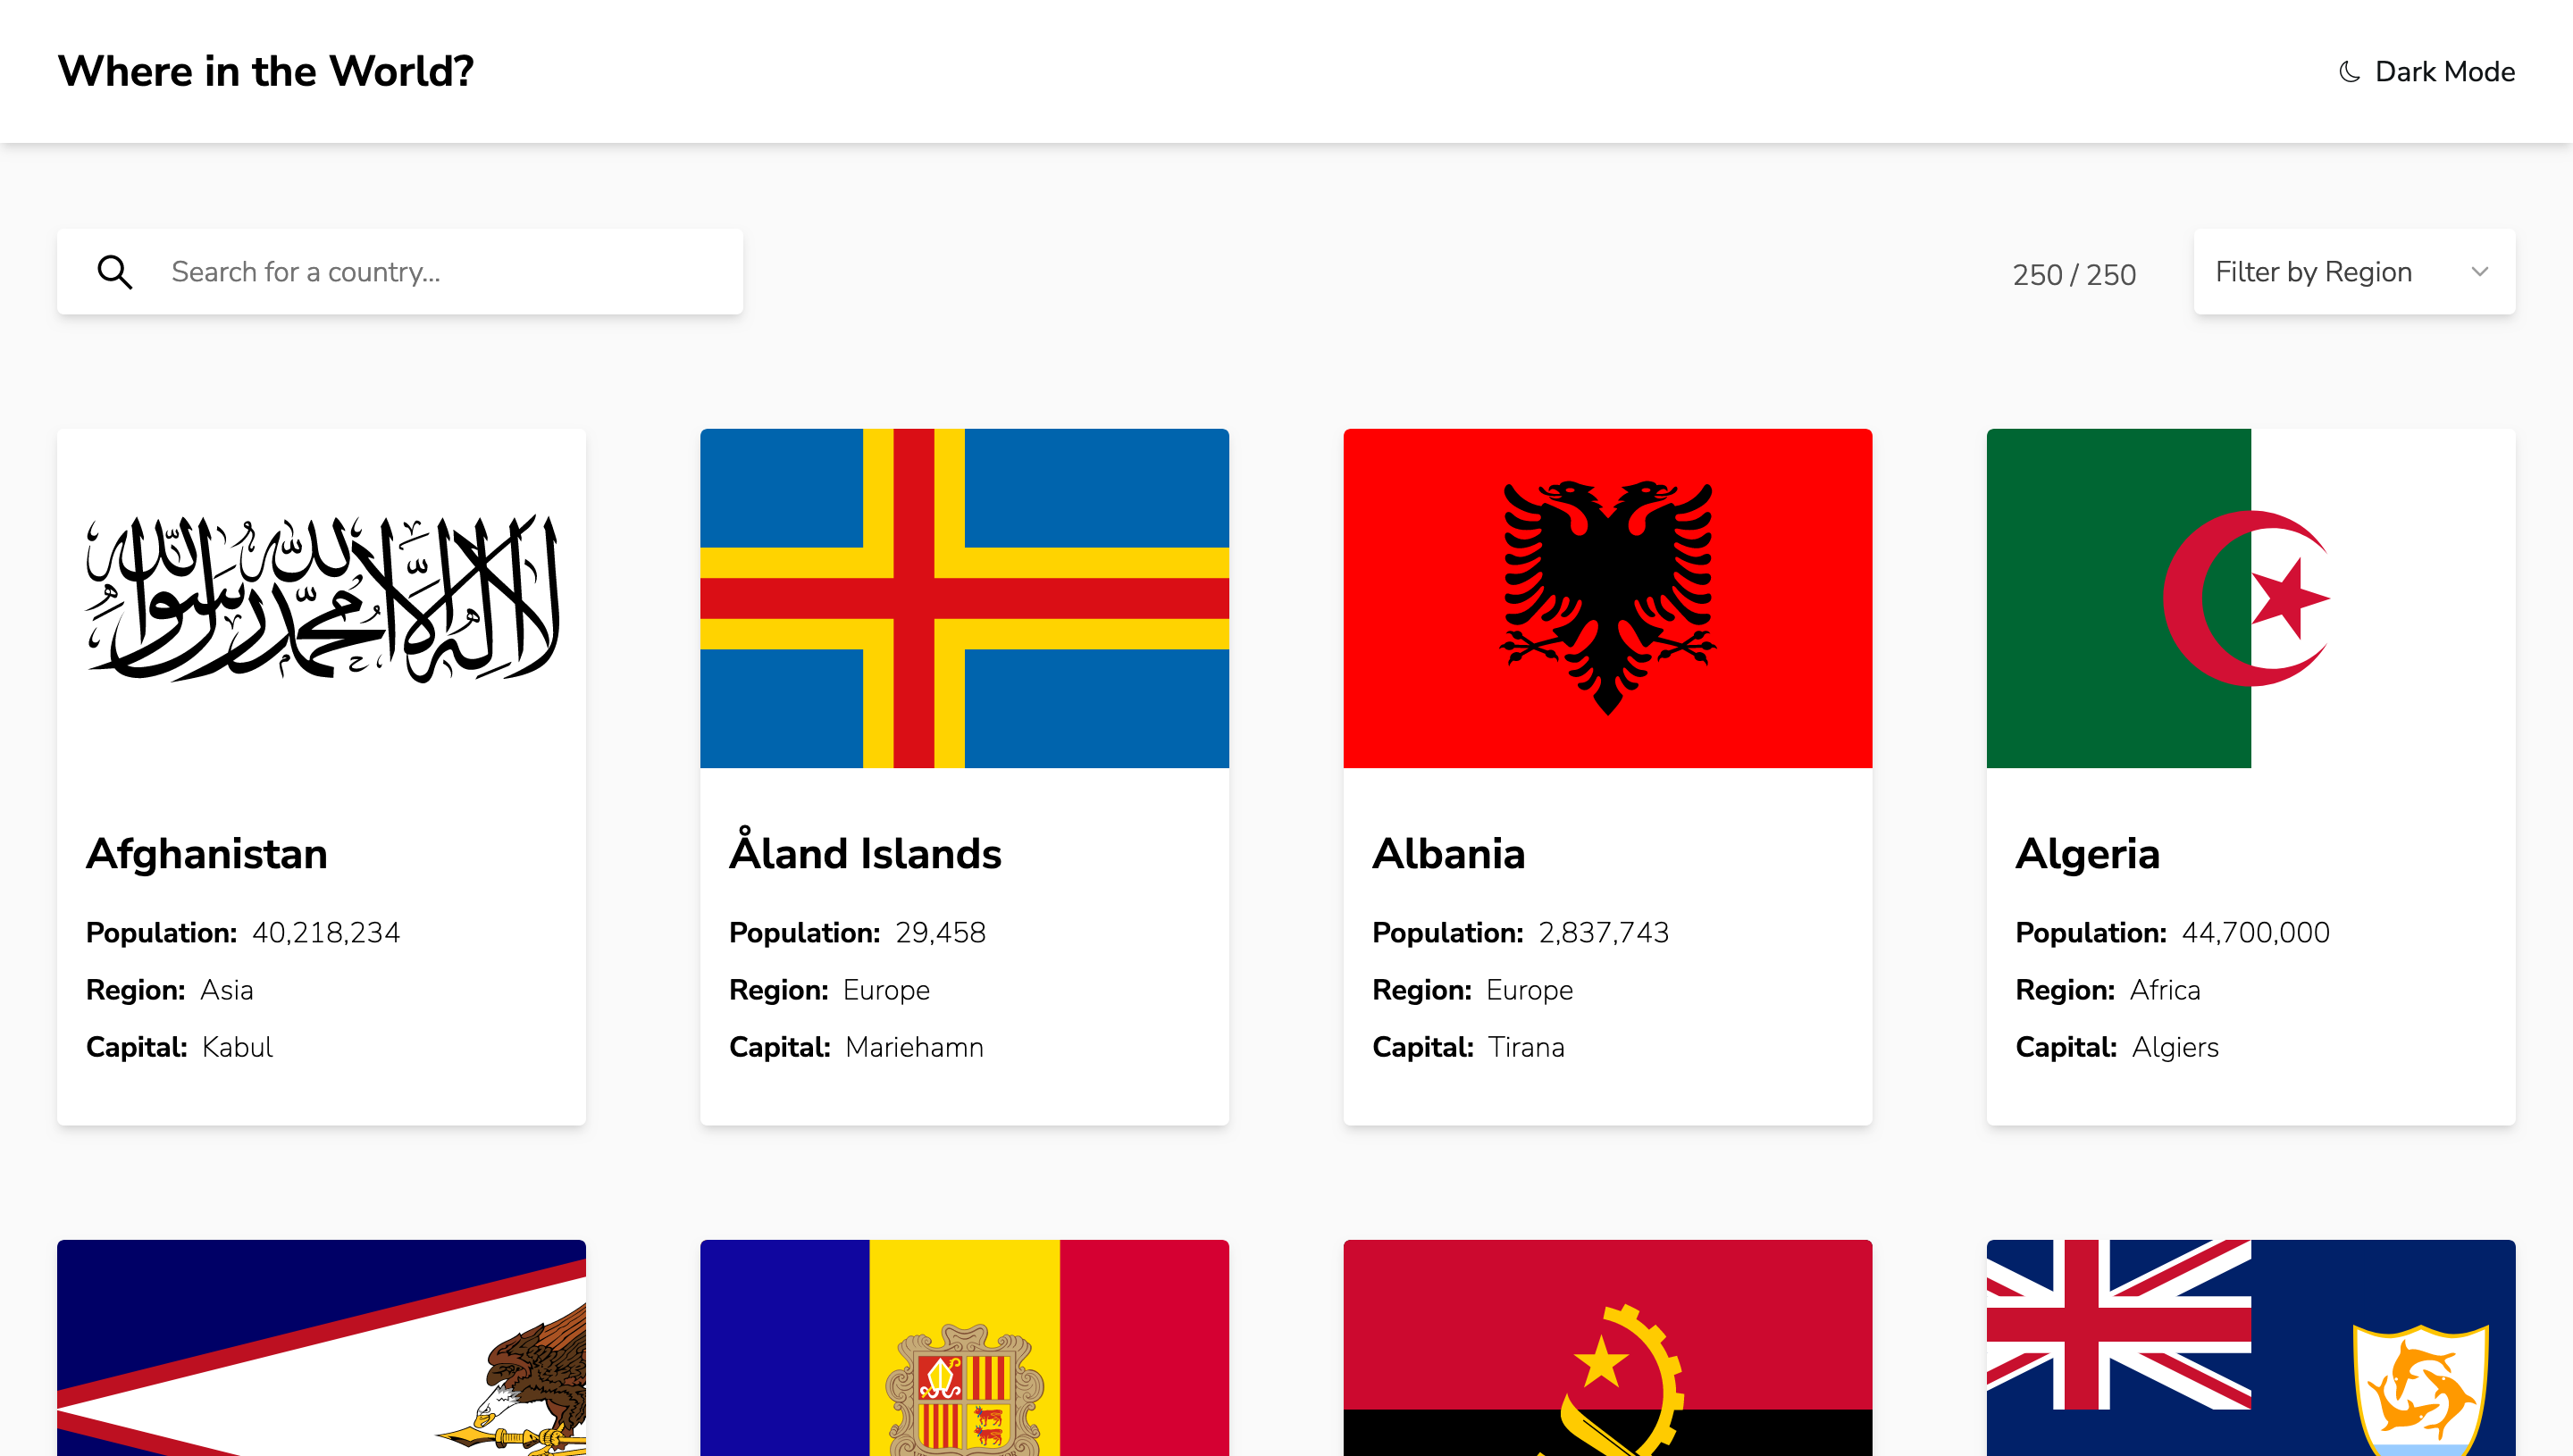 Where in the World?
Dark Mode
Search for a country...
250 / 250
Filter by Region
لا إله إلا الله محمد رسول الله
Afghanistan
Population: 40,218,234
Region: Asia
Capital: Kabul
Åland Islands
Population: 29,458
Region: Europe
Capital: Mariehamn
Albania
Population: 2,837,743
Region: Europe
Capital: Tirana
Algeria
Population: 44,700,000
Region: Africa
Capital: Algiers